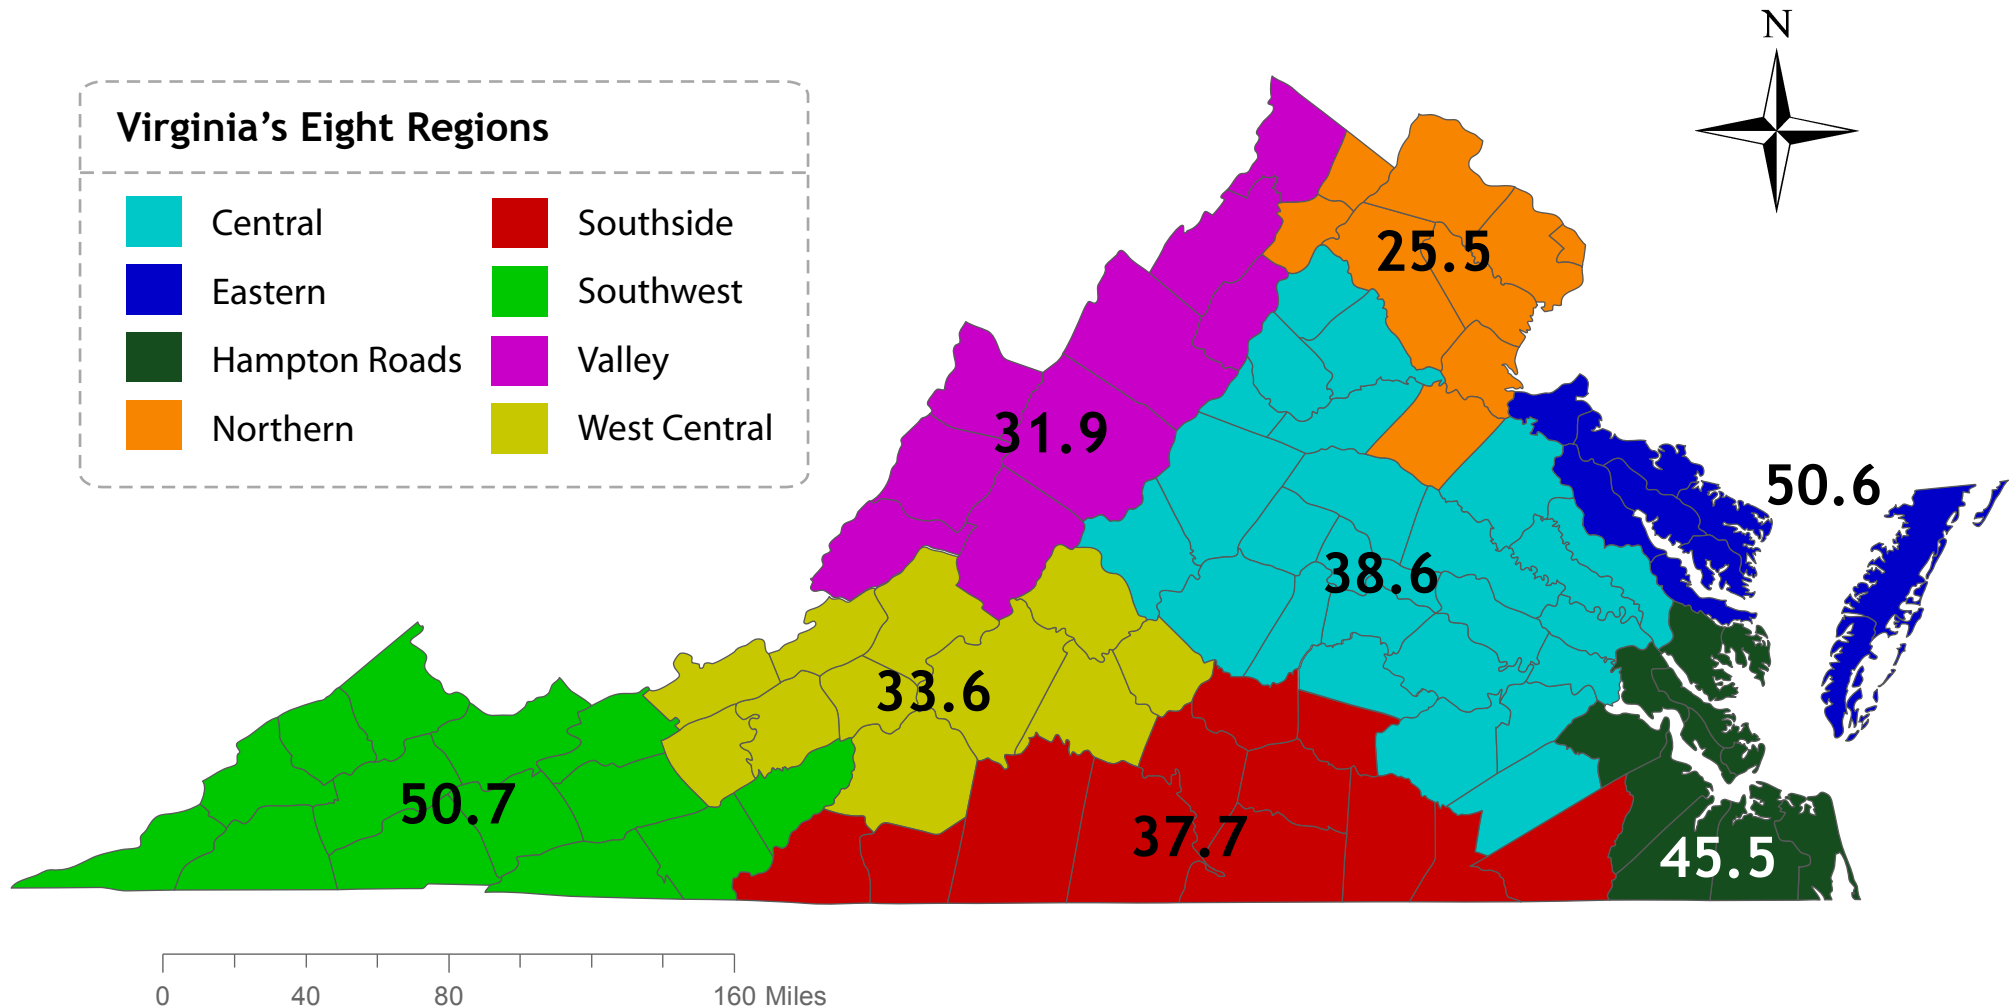 N
Virginia’s Eight Regions
Central
Southside
Eastern
Southwest
Hampton Roads
Valley
Northern
West Central
25.5
31.9
50.6
38.6
33.6
50.7
37.7
45.5
0 40 80 160 Miles